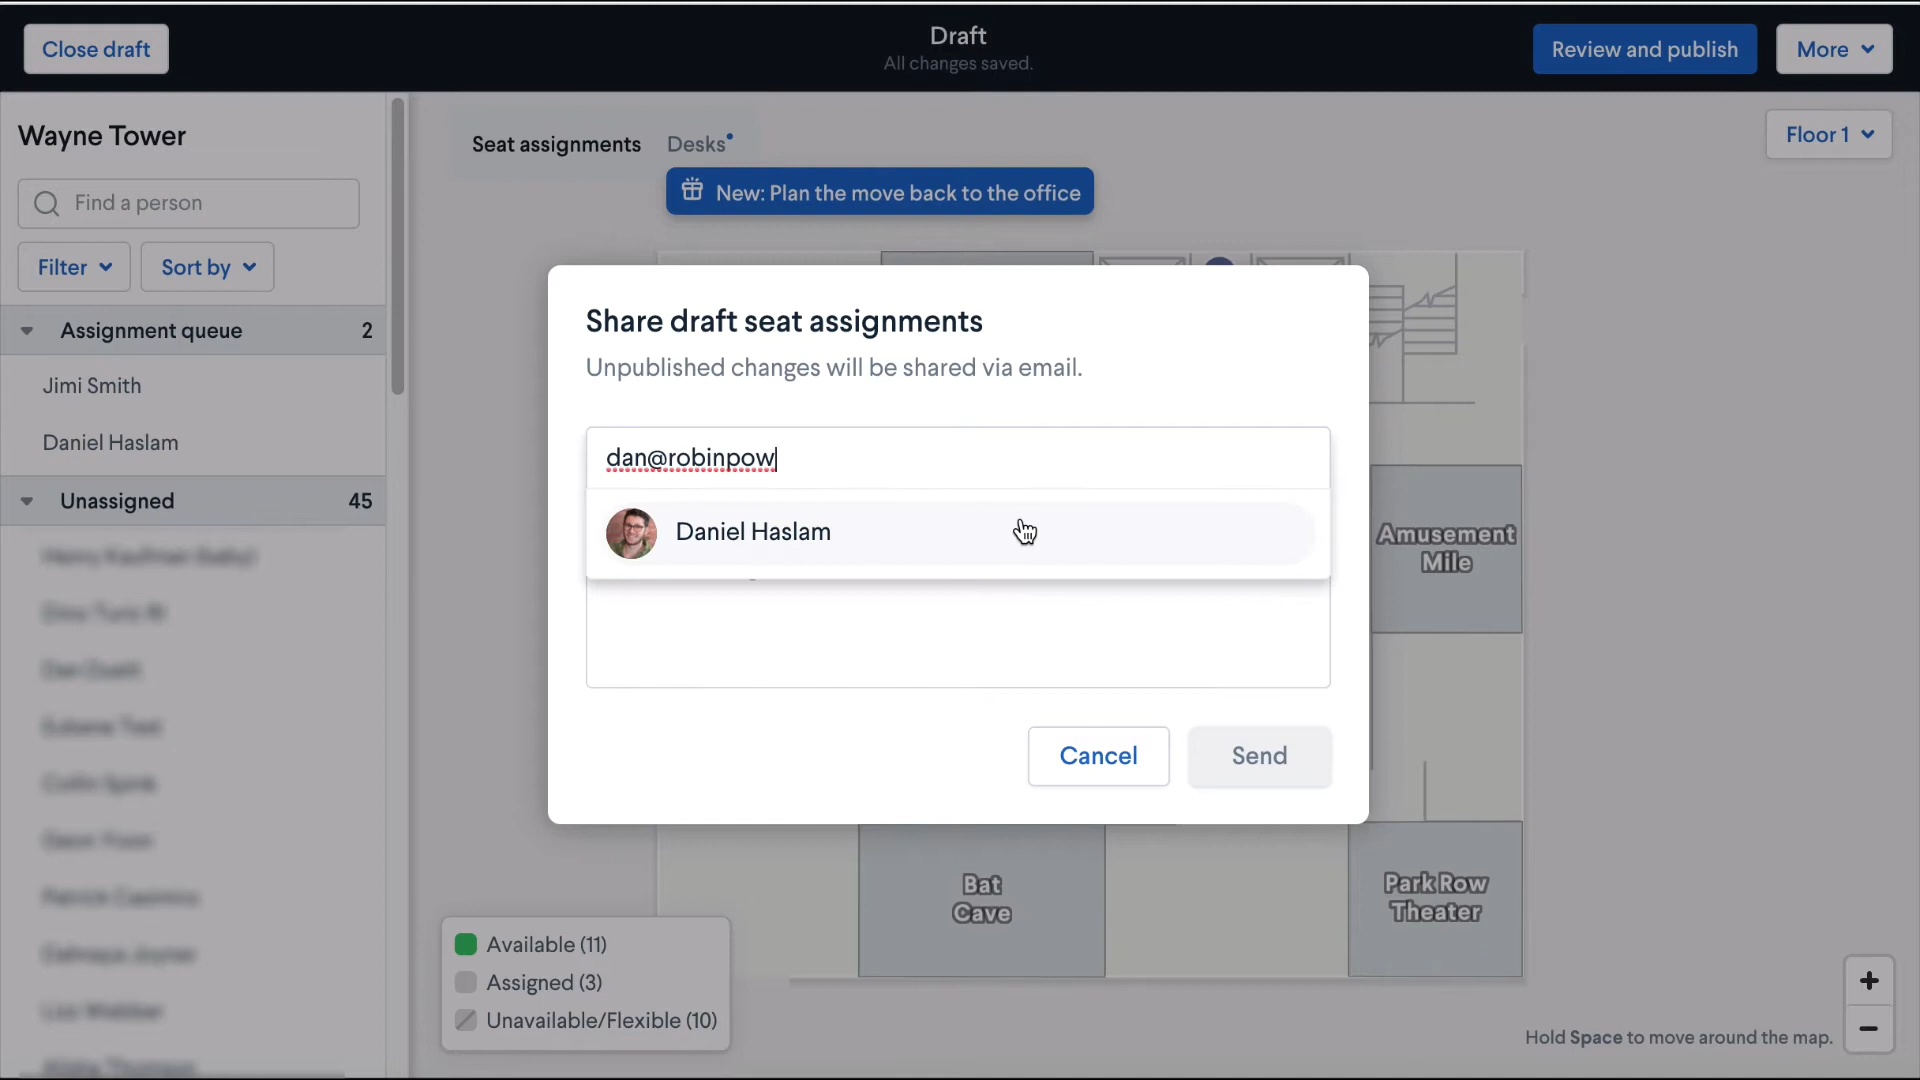 Close draft
Draft
All changes saved.
Review and publish
More
Wayne Tower
Find a person
Filter
Sort by
Assignment queue 2
Jimi Smith
Daniel Haslam
Unassigned 45
Seat assignments
Desks
New: Plan the move back to the office
Floor 1
Share draft seat assignments
Unpublished changes will be shared via email.
dan@robinpow
Daniel Haslam
Cancel
Send
Amusement
Mile
Bat
Cave
Park Row
Theater
Available (11)
Assigned (3)
Unavailable/Flexible (10)
Hold Space to move around the map.